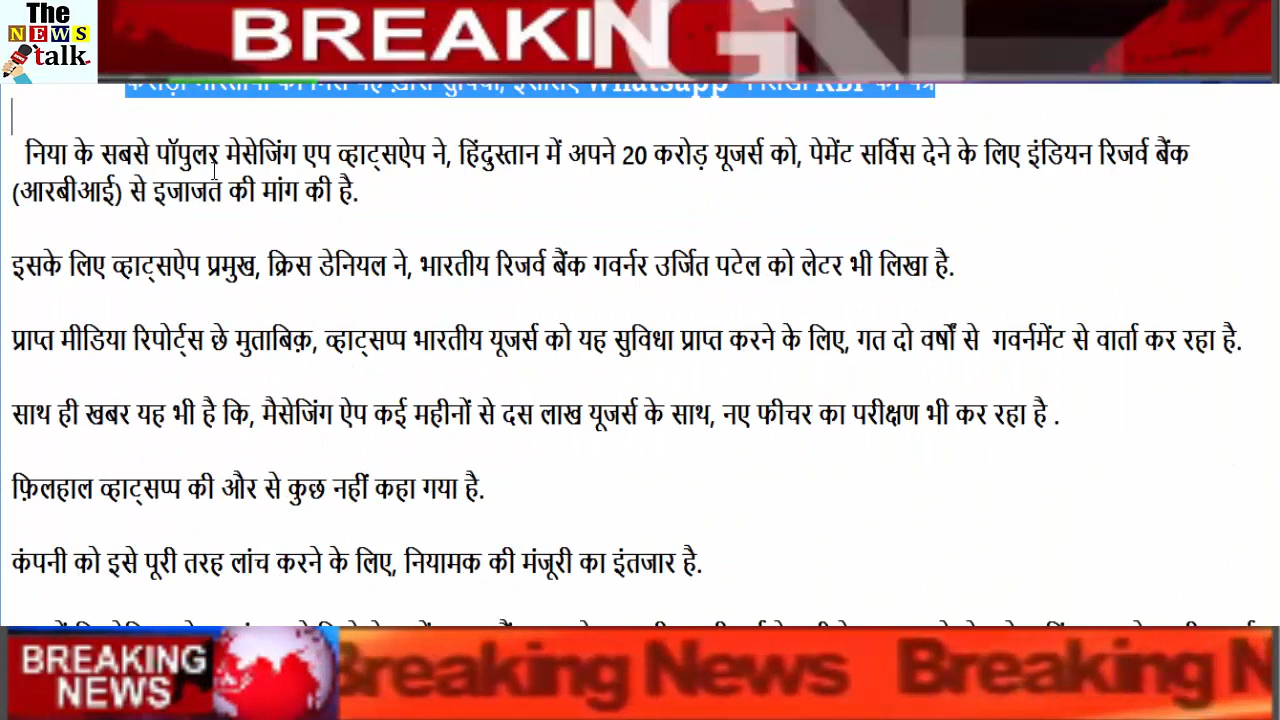 The
NEWS
talk.
BREAKIN
GN
Whatsapp
निया के सबसे पॉपुलर मेसेजिंग एप व्हाट्सऐप ने, हिंदुस्तान में अपने 20 करोड़ यूजर्स को, पेमेंट सर्विस देने के लिए इंडियन रिजर्व बैंक
(आरबीआई) से इजाजत की मांग की है.
इसके लिए व्हाट्सऐप प्रमुख, क्रिस डेनियल ने, भारतीय रिजर्व बैंक गवर्नर उर्जित पटेल को लेटर भी लिखा है.
प्राप्त मीडिया रिपोर्ट्स छे मुताबिक़, व्हाट्सप्प भारतीय यूजर्स को यह सुविधा प्राप्त करने के लिए, गत दो वर्षों से गवर्नमेंट से वार्ता कर रहा है.
साथ ही खबर यह भी है कि, मैसेजिंग ऐप कई महीनों से दस लाख यूजर्स के साथ, नए फीचर का परीक्षण भी कर रहा है .
फ़िलहाल व्हाट्सप्प की और से कुछ नहीं कहा गया है.
कंपनी को इसे पूरी तरह लांच करने के लिए, नियामक की मंजूरी का इंतजार है.
BREAKING
NEWS
Breaking News Breaking N